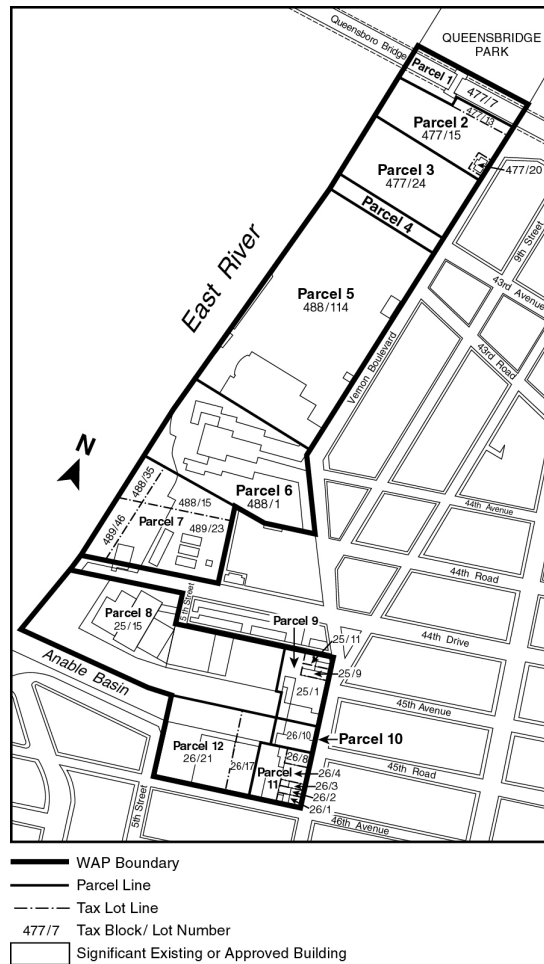 QUEENSBRIDGE
PARK
Queensboro Bridge
Parcel 1
477/7
477/13
Parcel 2
477/15
477/20
Parcel 3
477/24
Parcel 4
9th Street
43rd Avenue
East River
Parcel 5
488/114
Vernon Boulevard
43rd Road
N
44th Avenue
Parcel 6
488/1
488/35
488/15
489/46
Parcel 7
489/23
44th Road
5th Street
Parcel 8
25/15
Parcel 9
25/11
25/9
25/1
44th Drive
Anable Basin
45th Avenue
26/10
Parcel 10
Parcel 12
26/21
26/17
26/8
Parcel
11
26/4
26/3
26/2
26/1
45th Road
5th Street
46th Avenue
WAP Boundary
Parcel Line
Tax Lot Line
477/7 Tax Block/ Lot Number
Significant Existing or Approved Building